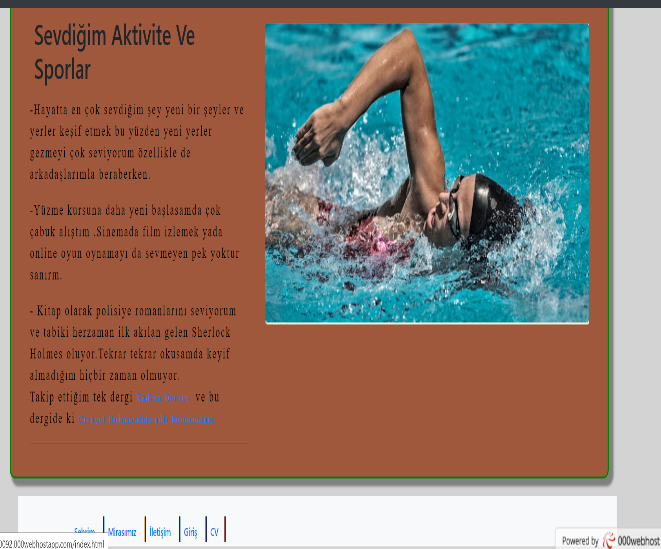 Sevdiğim Aktivite Ve
Sporlar
-Hayatta en çok sevdiğim şey yeni bir şeyler ve
yerler keşif etmek bu yüzden yeni yerler
gezmeyi çok seviyorum özellikle de
arkadaşlarımla beraberken.
-Yüzme kursuna daha yeni başlasamda çok
çabuk alıştım .Sinemada film izlemek yada
online oyun oynamayı da sevmeyen pek yoktur
sanırım.
- Kitap olarak polisiye romanlarını seviyorum
ve tabiki herzaman ilk akılan gelen Sherlock
Holmes oluyor.Tekrar tekrar okusamda keyif
almadığım hiçbir zaman olmuyor.
Takip ettiğim tek dergi ve bu
dergide ki
Şehrim Mirasımız İletişim Giriş CV
0092.000webhostapp.com/index.html
Powered by 000webhost